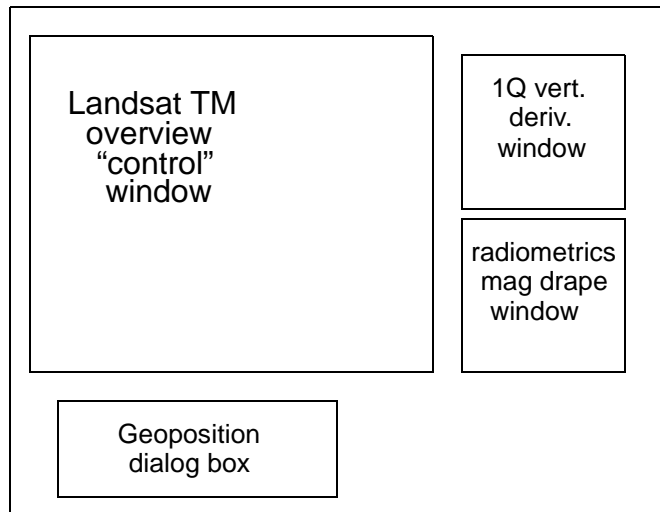 Landsat TM
overview
“control”
window
1Q vert.
deriv.
window
radiometrics
mag drape
window
Geoposition
dialog box